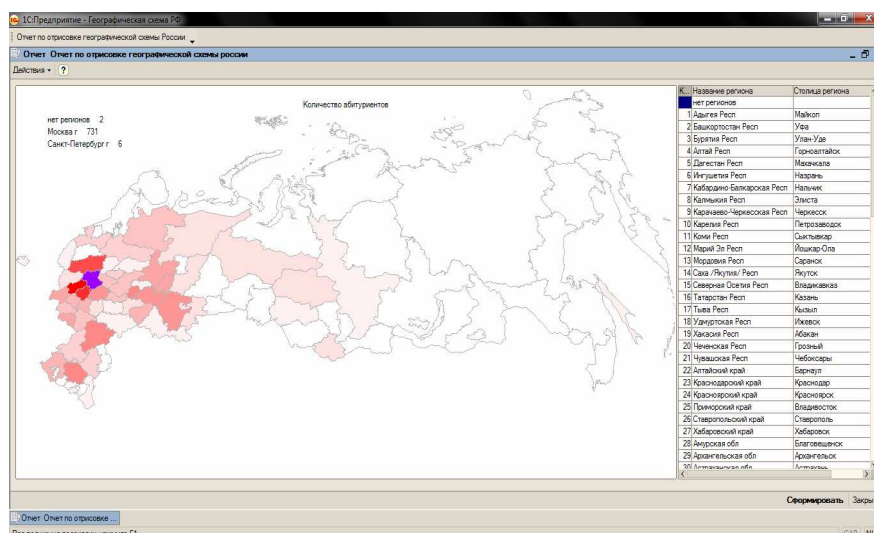 1С:Предприятие - Географическая схема РФ
Отчет по отрисовке географической схемы России
Отчет Отчет по отрисовке географической схемы россии
Действия ?
Количество абитуриентов
нет регионов 2
Москва г 731
Санкт-Петербург г 6
К... Название региона Столица региона
нет регионов
1 Адыгея Респ Майкоп
2 Башкортостан Респ Уфа
3 Бурятия Респ Улан-Уде
4 Алтай Респ Горноалтайск
5 Дагестан Респ Махачкала
6 Ингушетия Респ Назрань
7 Кабардино-Балкарская Респ Нальчик
8 Калмыкия Респ Элиста
9 Карачаево-Черкесская Респ Черкесск
10 Карелия Респ Петрозаводск
11 Коми Респ Сыктывкар
12 Марий Эл Респ Йошкар-Ола
13 Мордовия Респ Саранск
14 Саха /Якутия/ Респ Якутск
15 Северная Осетия Респ Владикавказ
16 Татарстан Респ Казань
17 Тыва Респ Кызыл
18 Удмуртская Респ Ижевск
19 Хакасия Респ Абакан
20 Чеченская Респ Грозный
21 Чувашская Респ Чебоксары
22 Алтайский край Барнаул
23 Краснодарский край Краснодар
24 Красноярский край Красноярск
25 Приморский край Владивосток
26 Ставропольский край Ставрополь
27 Хабаровский край Хабаровск
28 Амурская обл Благовещенск
29 Архангельская обл Архангельск
30 Астраханская обл Астрахань
Сформировать Закры
Отчет Отчет по отрисовке ...